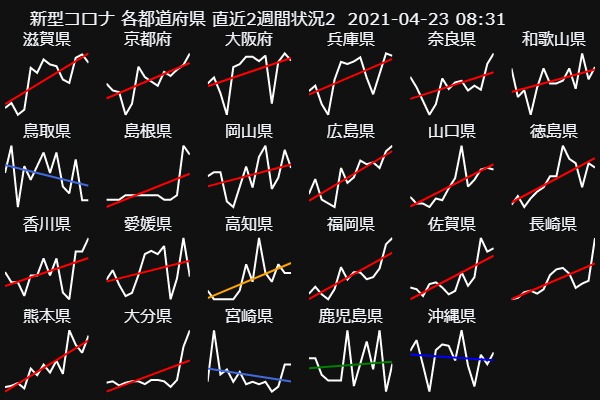 新型コロナ 各都道府県 直近2週間状況2 2021-04-23 08:31
滋賀県 京都府 大阪府 兵庫県 奈良県 和歌山県
鳥取県 島根県 岡山県 広島県 山口県 徳島県
香川県 愛媛県 高知県 福岡県 佐賀県 長崎県
熊本県 大分県 宮崎県 鹿児島県 沖縄県